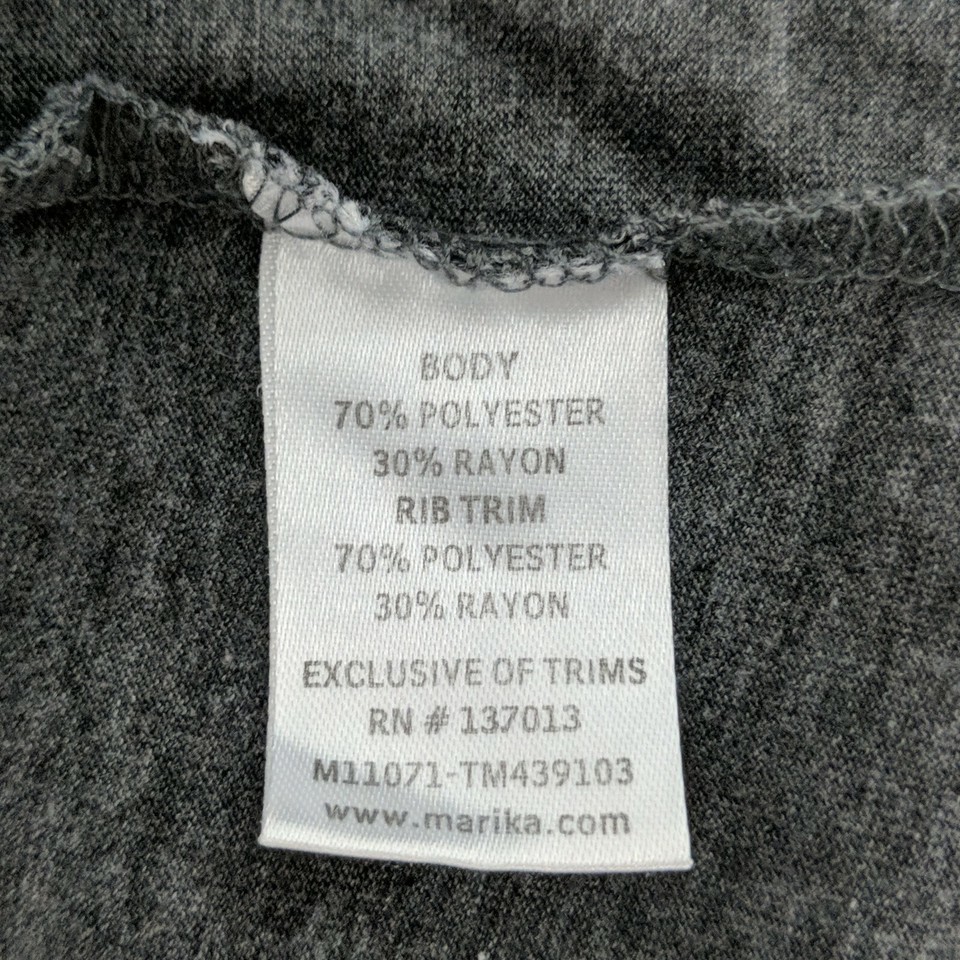 BODY
70% POLYESTER
30% RAYON
RIB TRIM
70% POLYESTER
30% RAYON
EXCLUSIVE OF TRIMS
RN # 137013
M11071-TM439103
www.marika.com